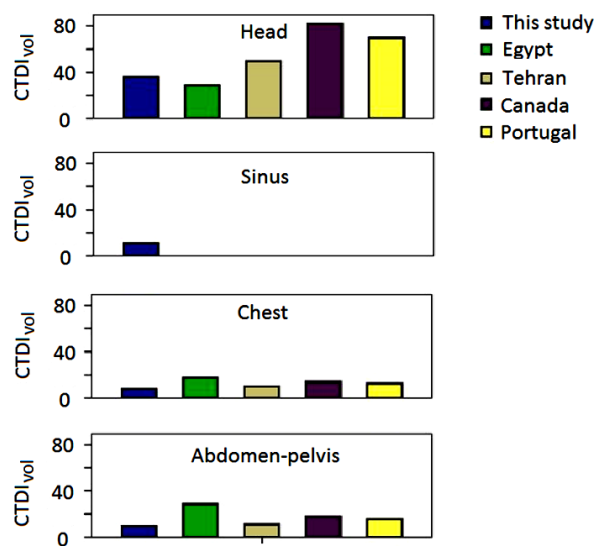 This study
Egypt
Tehran
Canada
Portugal
Head
CTDIvol
80
40
0
Sinus
CTDIvol
80
40
0
Chest
CTDIvol
80
40
0
Abdomen-pelvis
CTDIvol
80
40
0